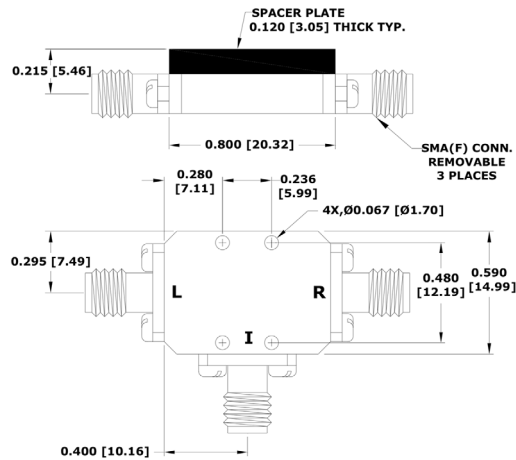 SPACER PLATE
0.120 [3.05] THICK TYP.
0.215 [5.46]
0.800 [20.32]
SMA(F) CONN.
REMOVABLE
3 PLACES
0.280
[7.11]
0.236
[5.99]
4X,Ø0.067 [Ø1.70]
0.295 [7.49]
L
R
I
0.480
[12.19]
0.590
[14.99]
0.400 [10.16]